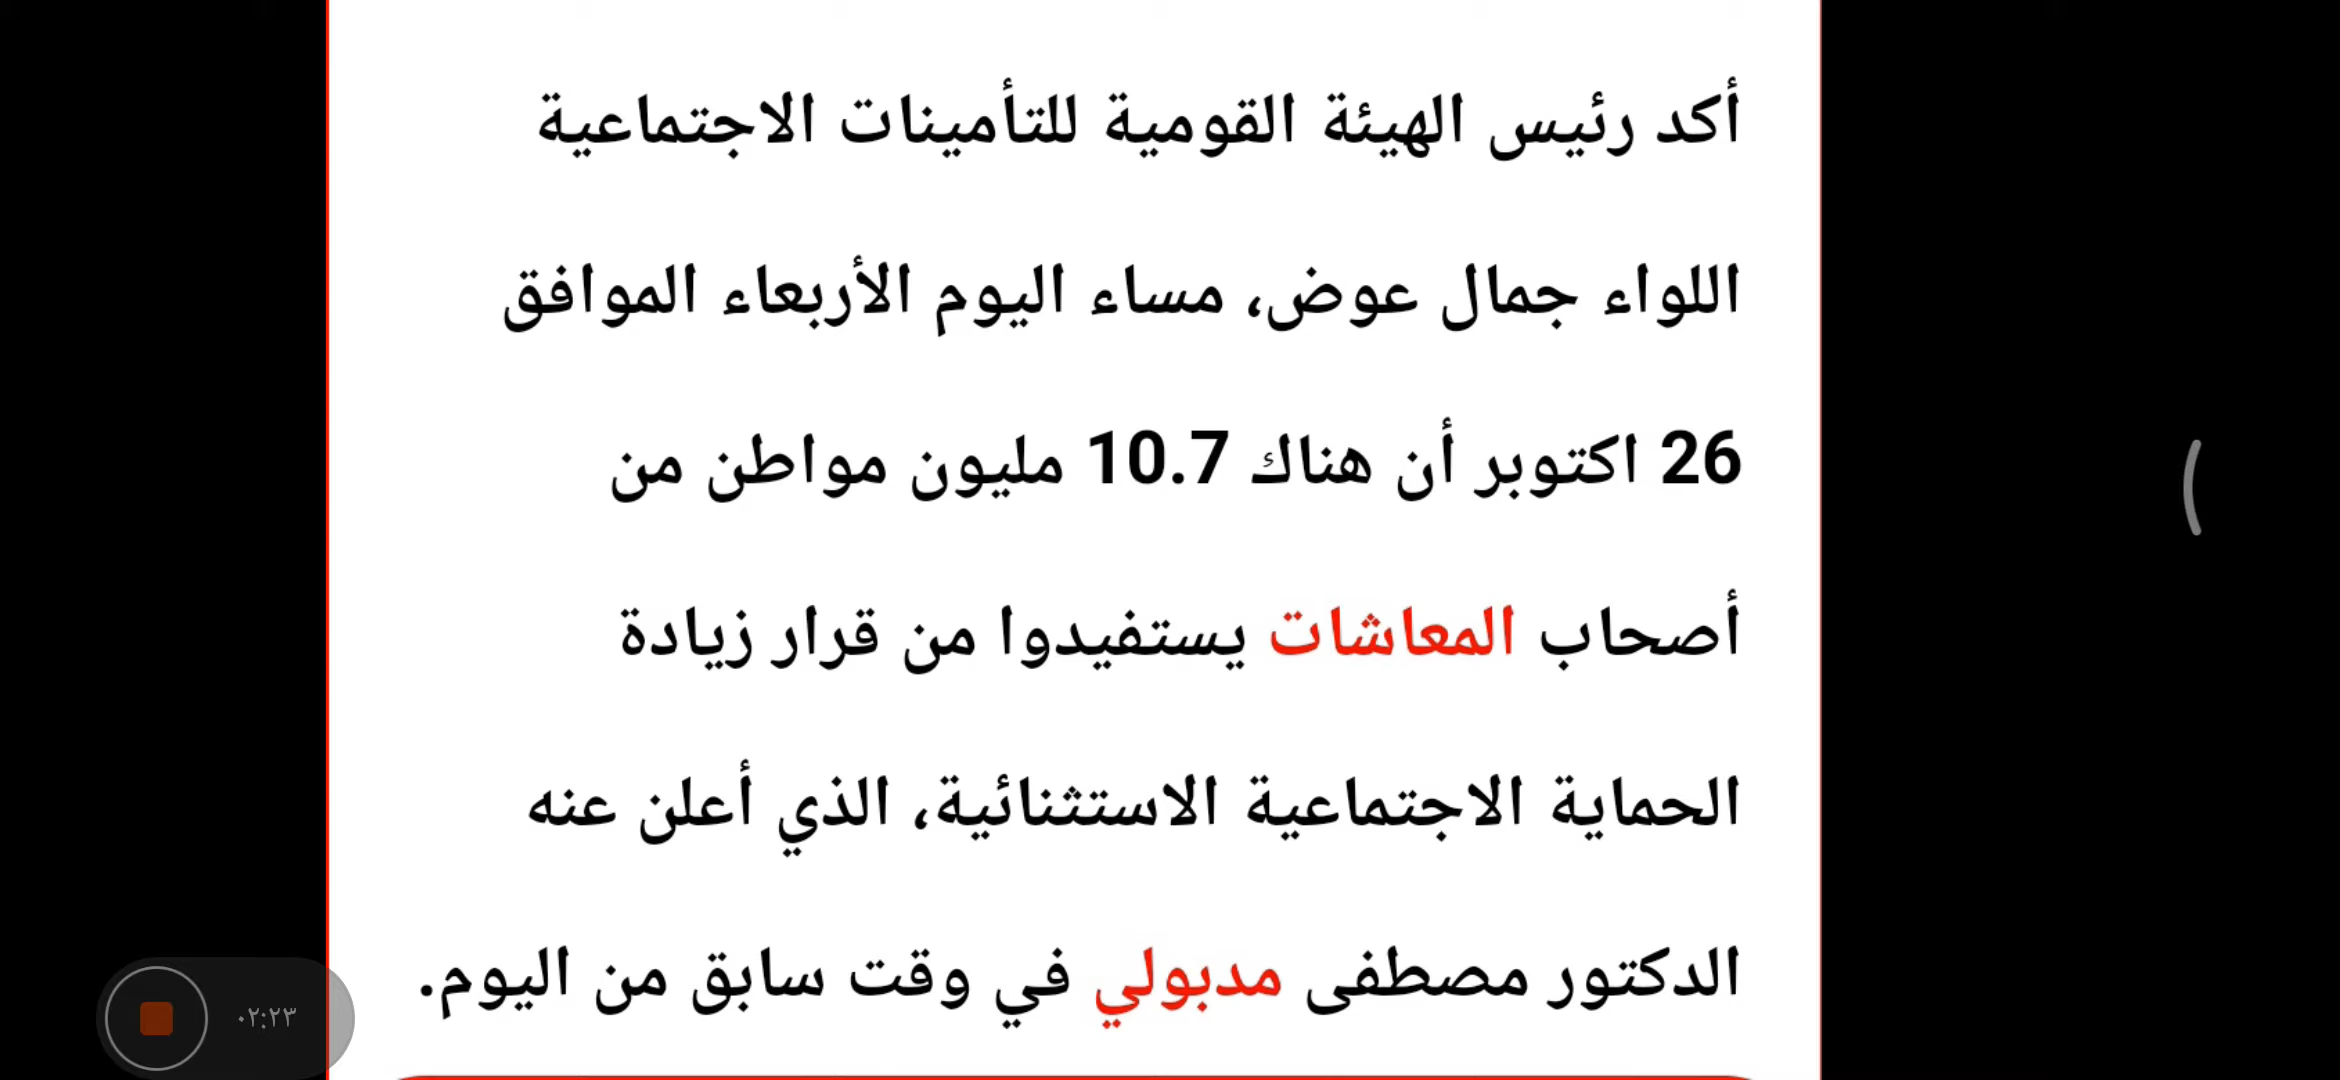 أكد رئيس الهيئة القومية للتأمينات الاجتماعية
اللواء جمال عوض، مساء اليوم الأربعاء الموافق
26 اكتوبر أن هناك 10.7 مليون مواطن من
أصحاب المعاشات يستفيدوا من قرار زيادة
الحماية الاجتماعية الاستثنائية، الذي أعلن عنه
الدكتور مصطفى مدبولي في وقت سابق من اليوم.
٠٢:٢٣